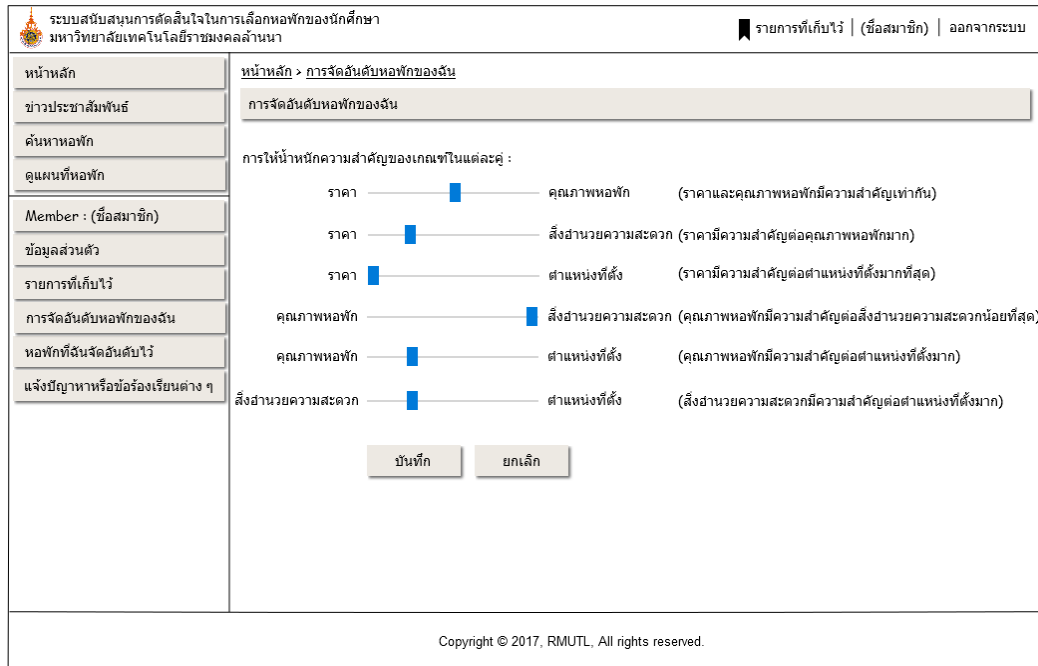 ระบบสนับสนุนการตัดสินใจในการเลือกหอพักของนักศึกษา
มหาวิทยาลัยเทคโนโลยีราชมงคลล้านนา
รายการที่เก็บไว้ | (ชื่อสมาชิก) | ออกจากระบบ
หน้าหลัก
ข่าวประชาสัมพันธ์
ค้นหาหอพัก
ดูแผนที่หอพัก
Member : (ชื่อสมาชิก)
ข้อมูลส่วนตัว
รายการที่เก็บไว้
การจัดอันดับหอพักของฉัน
หอพักที่ฉันจัดอันดับไว้
แจ้งปัญหาหรือข้อร้องเรียนต่าง ๆ
หน้าหลัก > การจัดอันดับหอพักของฉัน
การจัดอันดับหอพักของฉัน
การให้น้ำหนักความสำคัญของเกณฑ์ในแต่ละคู่ :
ราคา คุณภาพหอพัก (ราคาและคุณภาพหอพักมีความสำคัญเท่ากัน)
ราคา สิ่งอำนวยความสะดวก (ราคามีความสำคัญต่อคุณภาพหอพักมาก)
ราคา ตำแหน่งที่ตั้ง (ราคามีความสำคัญต่อตำแหน่งที่ตั้งมากที่สุด)
คุณภาพหอพัก สิ่งอำนวยความสะดวก (คุณภาพหอพักมีความสำคัญต่อสิ่งอำนวยความสะดวกน้อยที่สุด)
คุณภาพหอพัก ตำแหน่งที่ตั้ง (คุณภาพหอพักมีความสำคัญต่อตำแหน่งที่ตั้งมาก)
สิ่งอำนวยความสะดวก ตำแหน่งที่ตั้ง (สิ่งอำนวยความสะดวกมีความสำคัญต่อตำแหน่งที่ตั้งมาก)
บันทึก ยกเลิก
Copyright © 2017, RMUTL, All rights reserved.